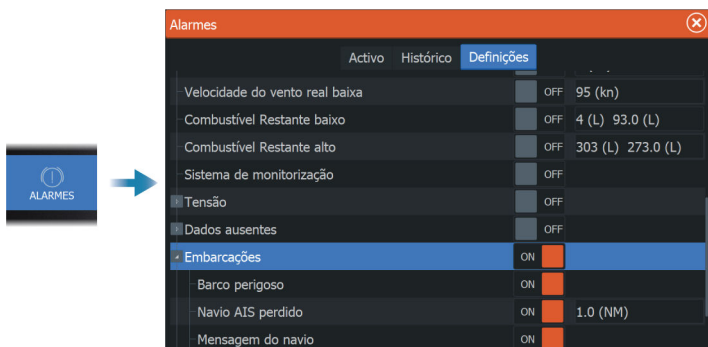 Alarmes
Activo Histórico Definições
Velocidade do vento real baixa OFF 95 (kn)
Combustível Restante baixo OFF 4 (L) 93.0 (L)
Combustível Restante alto OFF 303 (L) 273.0 (L)
Sistema de monitorização OFF
Tensão OFF
Dados ausentes OFF
Embarcações ON
Barco perigoso ON
Navio AIS perdido ON 1.0 (NM)
Mensagem do navio ON
ALARMES